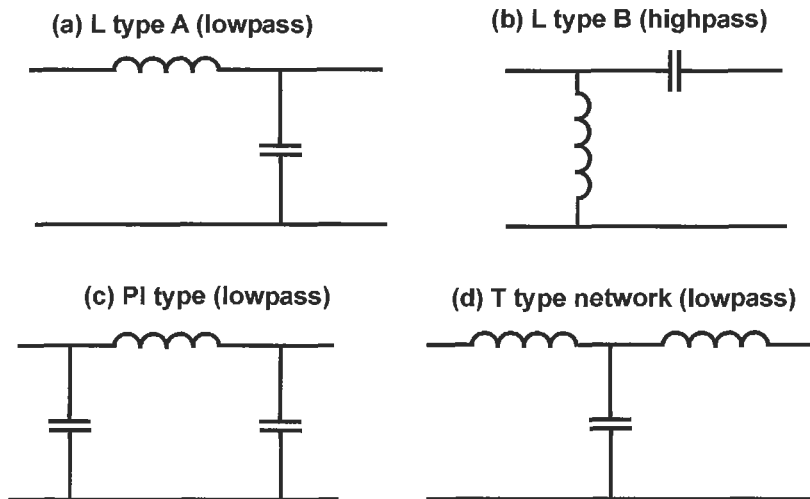 (a) L type A (lowpass)
(b) L type B (highpass)
(c) PI type (lowpass)
(d) T type network (lowpass)